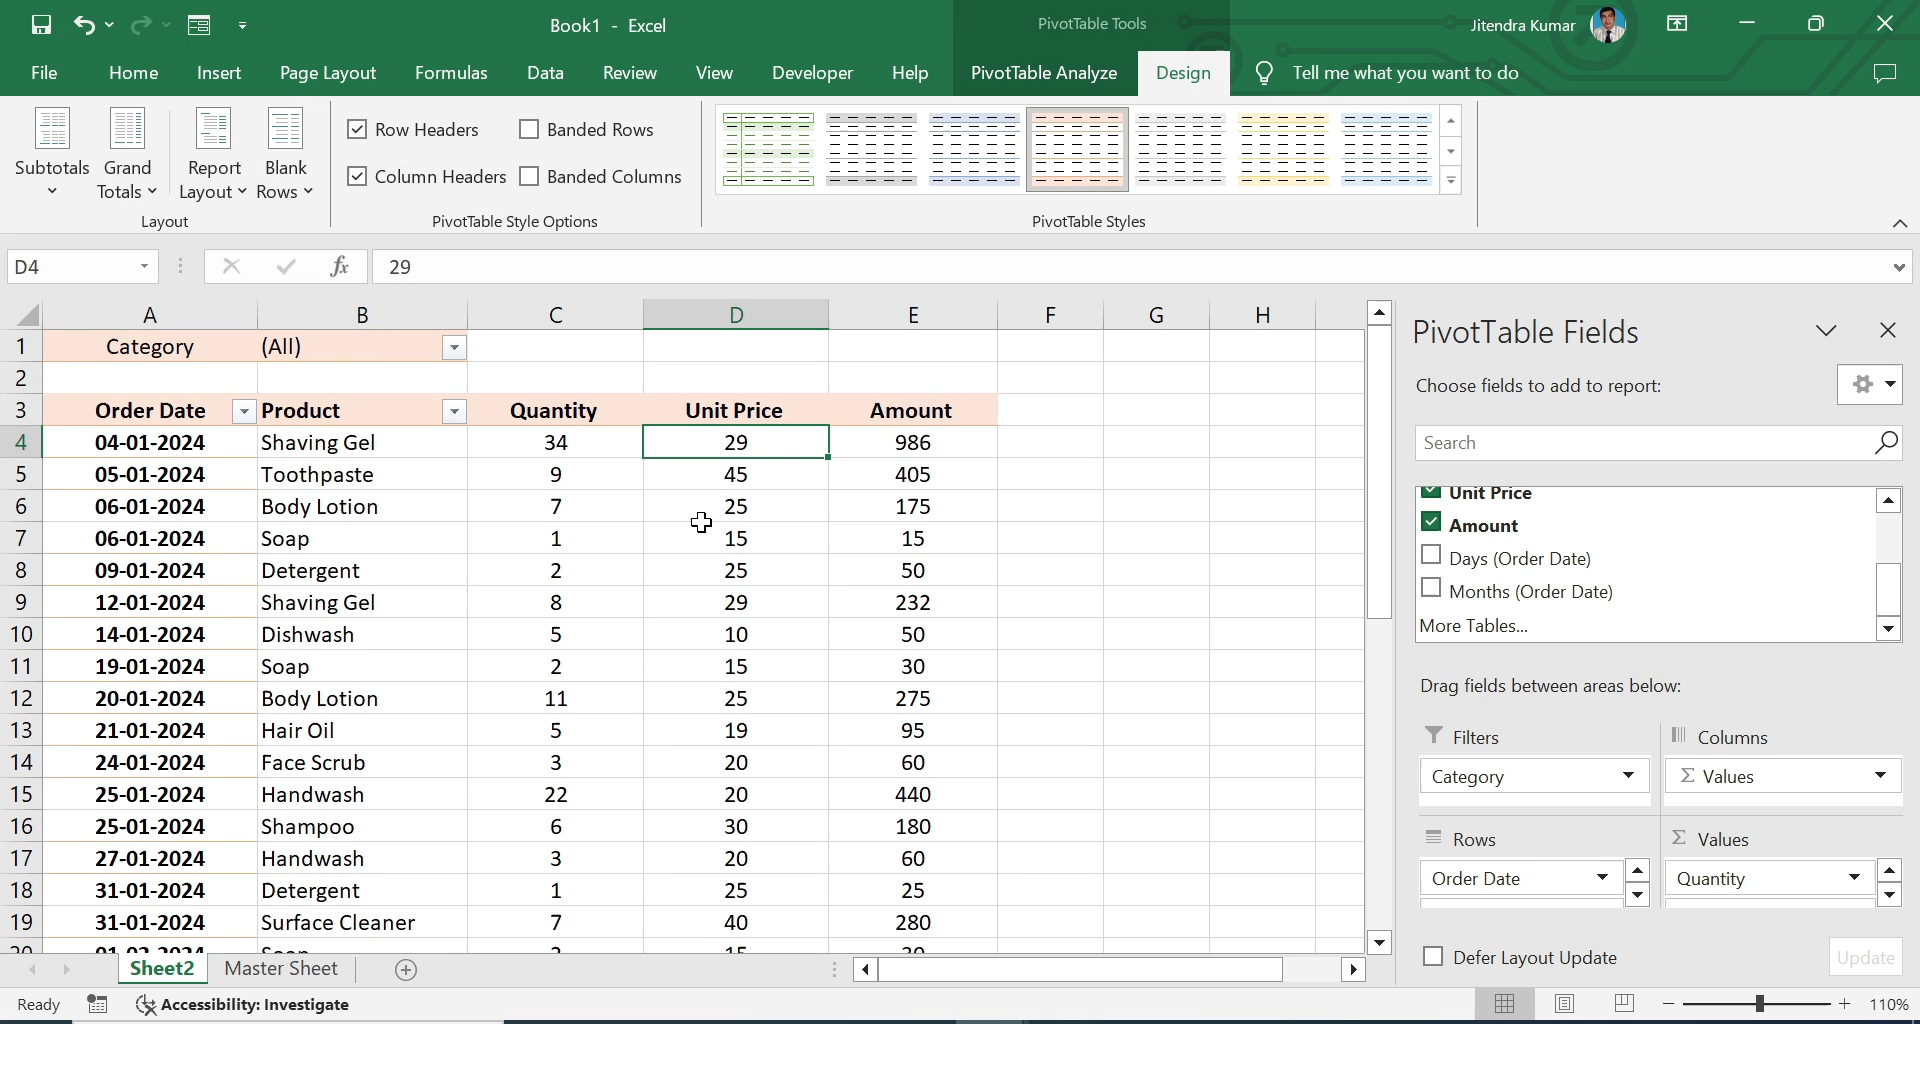 Book1 - Excel
PivotTable Tools
Jitendra Kumar
File Home Insert Page Layout Formulas Data Review View Developer Help PivotTable Analyze Design Tell me what you want to do
Subtotals
Grand Totals
Report Layout
Blank Rows
Layout
Row Headers
Banded Rows
Column Headers
Banded Columns
PivotTable Style Options
PivotTable Styles
D4 fx 29
A B C D E F G H
1 Category (All)
2
3 Order Date Product Quantity Unit Price Amount
4 04-01-2024 Shaving Gel 34 29 986
5 05-01-2024 Toothpaste 9 45 405
6 06-01-2024 Body Lotion 7 25 175
7 06-01-2024 Soap 1 15 15
8 09-01-2024 Detergent 2 25 50
9 12-01-2024 Shaving Gel 8 29 232
10 14-01-2024 Dishwash 5 10 50
11 19-01-2024 Soap 2 15 30
12 20-01-2024 Body Lotion 11 25 275
13 21-01-2024 Hair Oil 5 19 95
14 24-01-2024 Face Scrub 3 20 60
15 25-01-2024 Handwash 22 20 440
16 25-01-2024 Shampoo 6 30 180
17 27-01-2024 Handwash 3 20 60
18 31-01-2024 Detergent 1 25 25
19 31-01-2024 Surface Cleaner 7 40 280
20 01-02-2024 Soap 2 15 30
PivotTable Fields
Choose fields to add to report:
Search
Unit Price
Amount
Days (Order Date)
Months (Order Date)
More Tables...
Drag fields between areas below:
Filters
Category
Columns
Σ Values
Rows
Order Date
Σ Values
Quantity
Defer Layout Update
Update
Sheet2 Master Sheet
Ready Accessibility: Investigate
110%